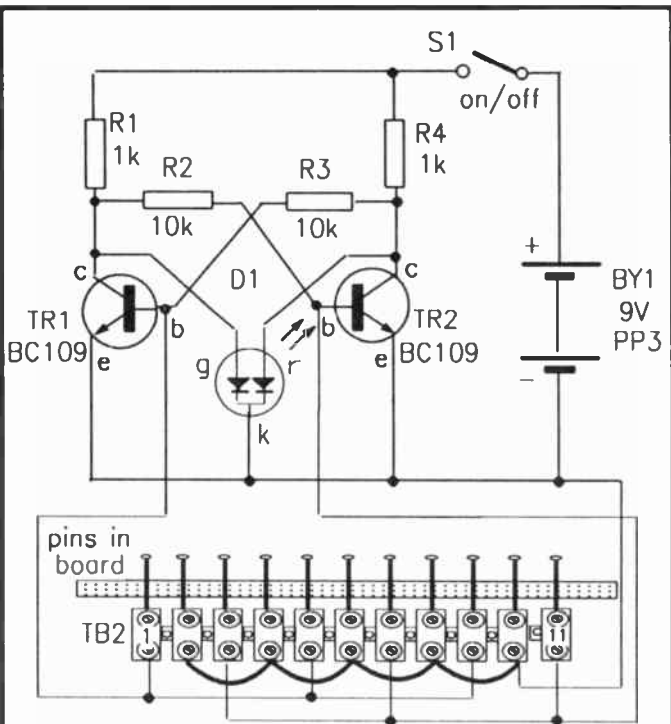 S1
on/off
R1
1k
R2
10k
R3
10k
R4
1k
D1
c
c
TR1
BC109
b
e
g
r
k
b
TR2
BC109
e
+
BY1
9V
PP3
−
pins in
board
TB2
1
11